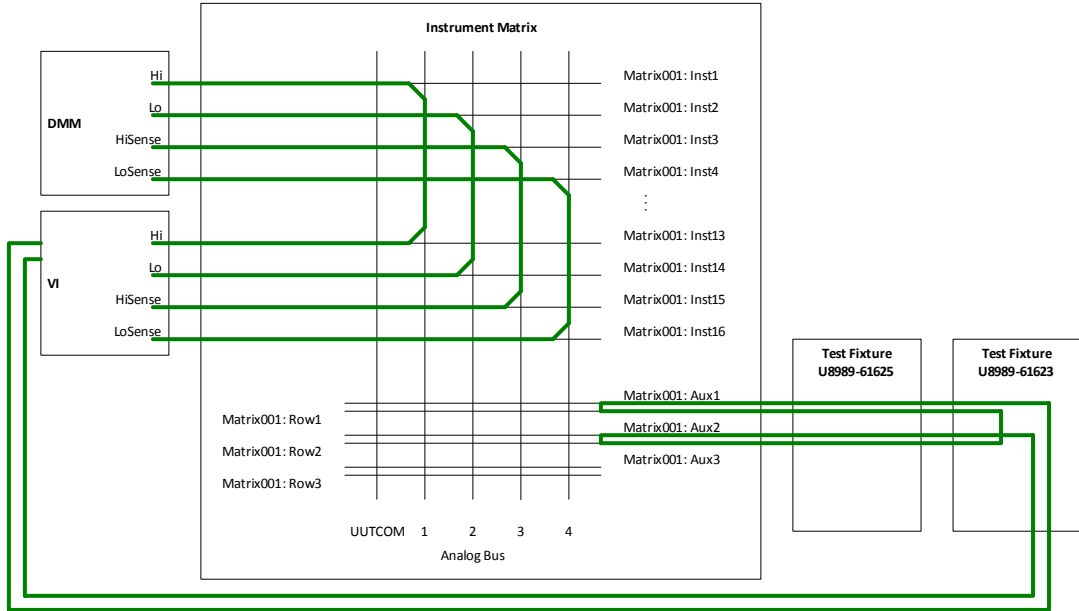 Instrument Matrix
DMM
Hi
Lo
HiSense
LoSense
Matrix001: Inst1
Matrix001: Inst2
Matrix001: Inst3
Matrix001: Inst4
⋮
VI
Hi
Lo
HiSense
LoSense
Matrix001: Inst13
Matrix001: Inst14
Matrix001: Inst15
Matrix001: Inst16
Test Fixture
U8989-61625
Test Fixture
U8989-61623
Matrix001: Aux1
Matrix001: Row1
Matrix001: Aux2
Matrix001: Row2
Matrix001: Aux3
Matrix001: Row3
UUTCOM 1 2 3 4
Analog Bus